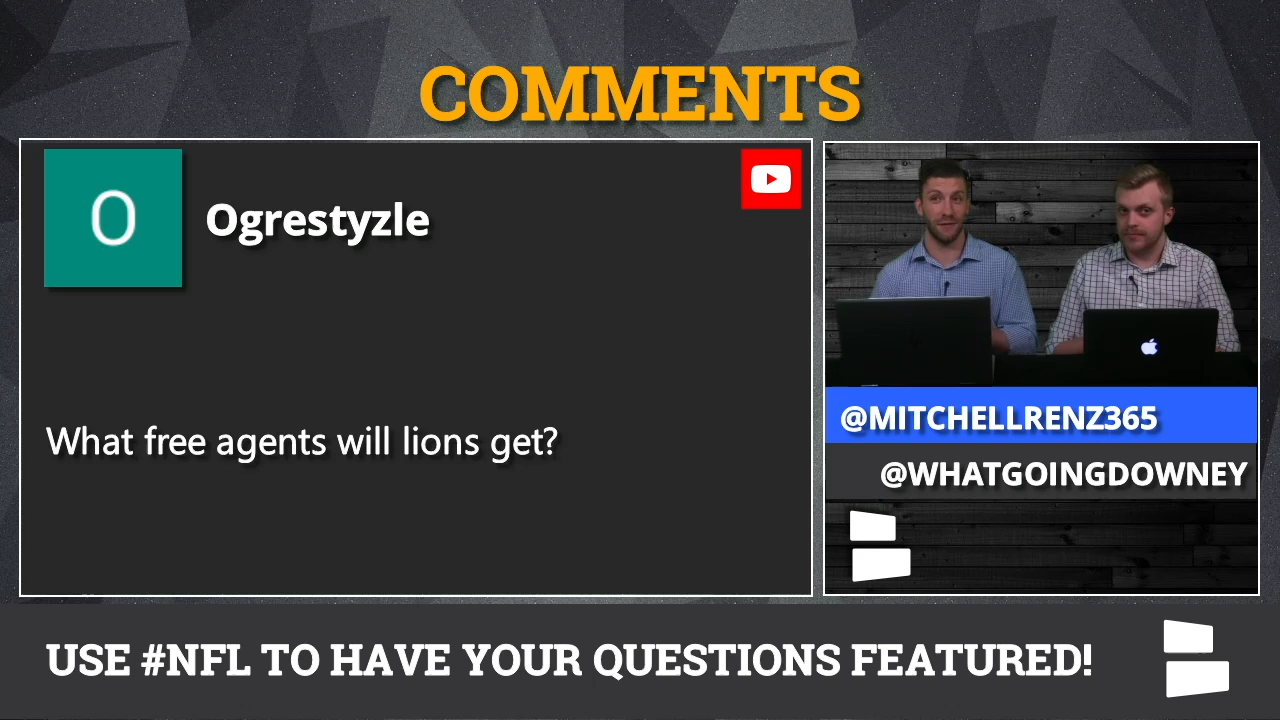 COMMENTS
O
Ogrestyzle
What free agents will lions get?
@MITCHELLRENZ365
@WHATGOINGDOWNEY
USE #NFL TO HAVE YOUR QUESTIONS FEATURED!